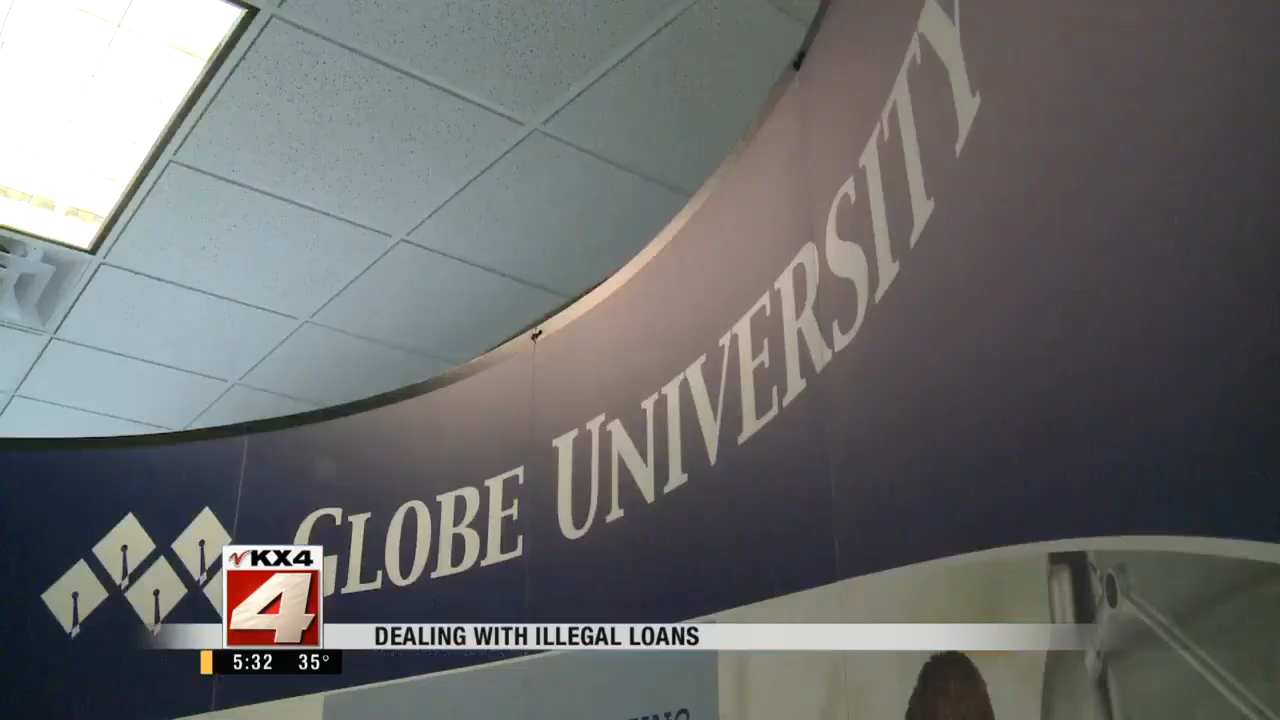 GLOBE UNIVERSITY
KX4
4
DEALING WITH ILLEGAL LOANS
5:32 35°